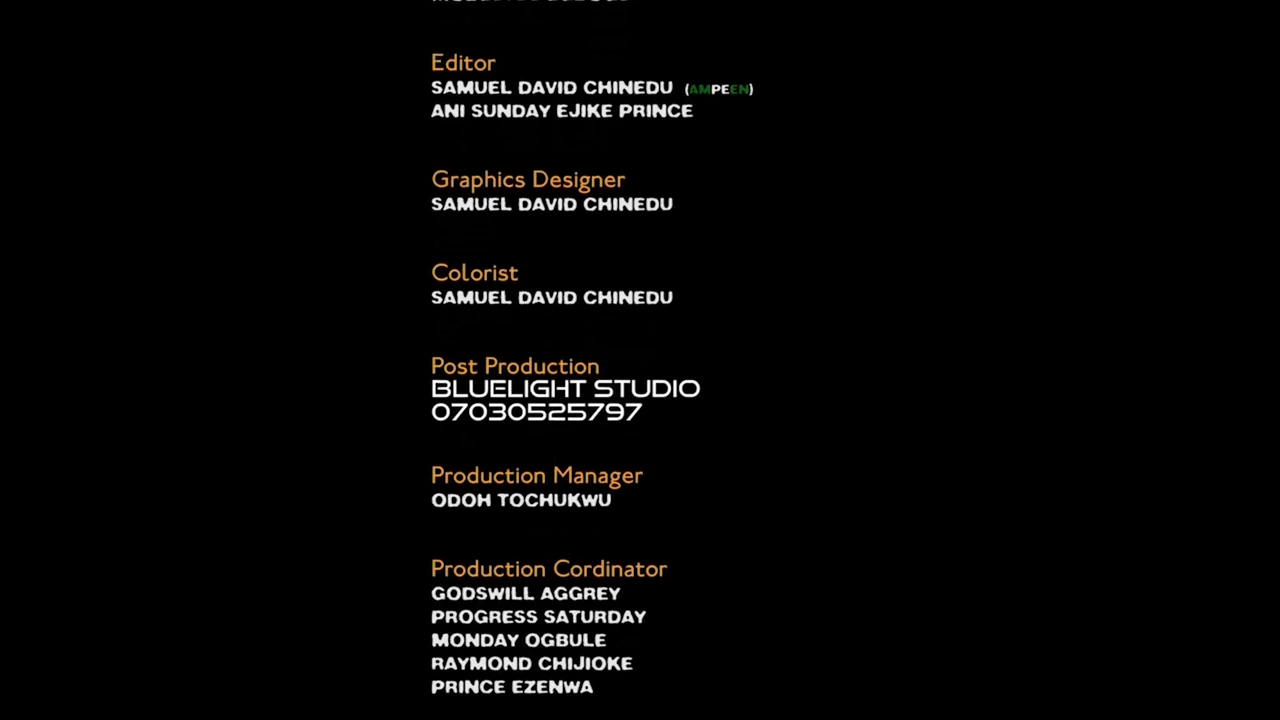 Editor
SAMUEL DAVID CHINEDU (AMPEEN)
ANI SUNDAY EJIKE PRINCE
Graphics Designer
SAMUEL DAVID CHINEDU
Colorist
SAMUEL DAVID CHINEDU
Post Production
BLUELIGHT STUDIO
07030525797
Production Manager
ODOH TOCHUKWU
Production Cordinator
GODSWILL AGGREY
PROGRESS SATURDAY
MONDAY OGBULE
RAYMOND CHIJIOKE
PRINCE EZENWA